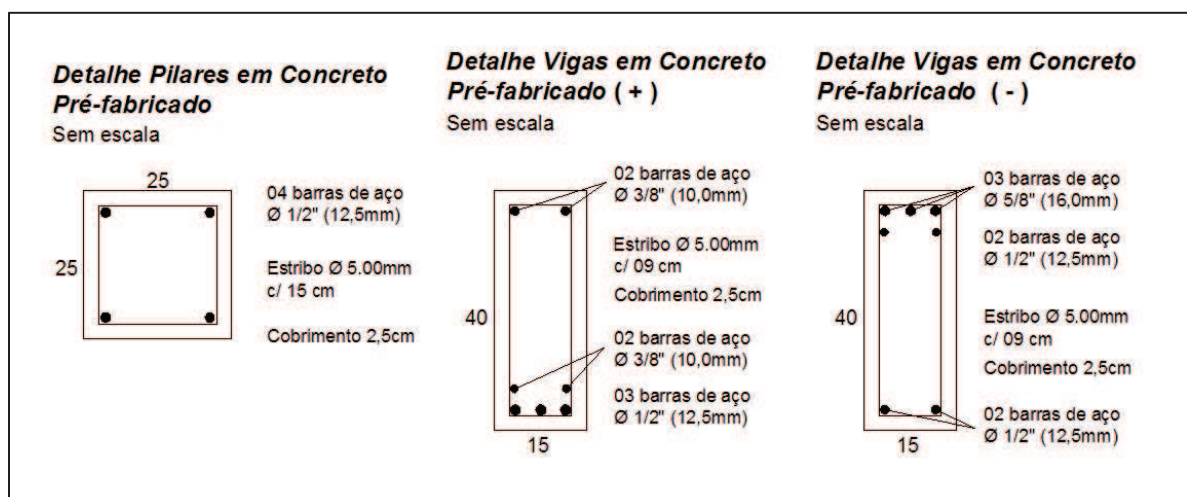 Detalhe Pilares em Concreto
Pré-fabricado
Sem escala
25
25
04 barras de aço
Ø 1/2" (12,5mm)
Estribo Ø 5.00mm
c/ 15 cm
Cobrimento 2,5cm
Detalhe Vigas em Concreto
Pré-fabricado ( + )
Sem escala
02 barras de aço
Ø 3/8" (10,0mm)
Estribo Ø 5.00mm
c/ 09 cm
Cobrimento 2,5cm
40
02 barras de aço
Ø 3/8" (10,0mm)
03 barras de aço
Ø 1/2" (12,5mm)
15
Detalhe Vigas em Concreto
Pré-fabricado ( - )
Sem escala
03 barras de aço
Ø 5/8" (16,0mm)
02 barras de aço
Ø 1/2" (12,5mm)
40
Estribo Ø 5.00mm
c/ 09 cm
Cobrimento 2,5cm
02 barras de aço
Ø 1/2" (12,5mm)
15